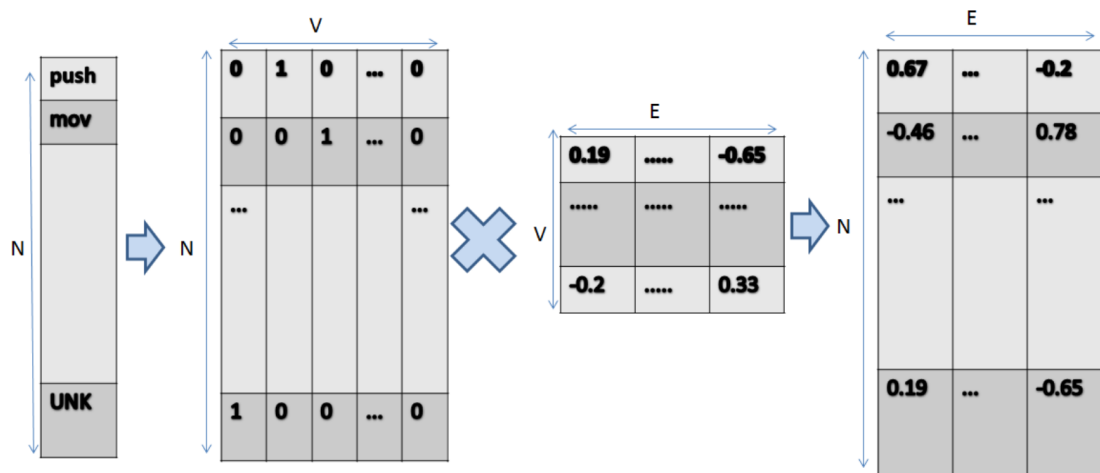 V
E
push
0 1 0 ... 0
0.67 ... -0.2
mov
0 0 1 ... 0
-0.46 ... 0.78
E
0.19 ..... -0.65
... ...
..... ..... .....
... ...
N
N
V
N
-0.2 ..... 0.33
UNK
1 0 0 ... 0
0.19 ... -0.65